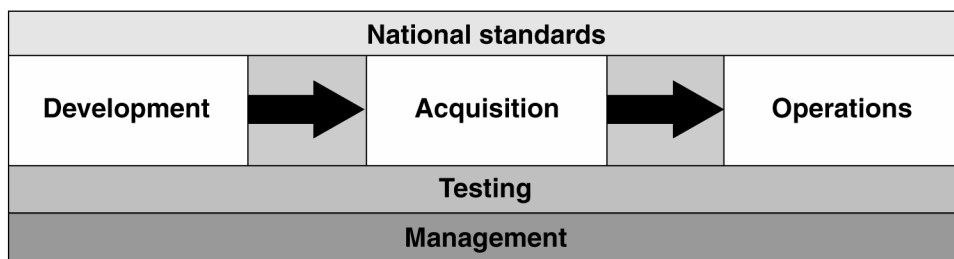 National standards
Development
Acquisition
Operations
Testing
Management